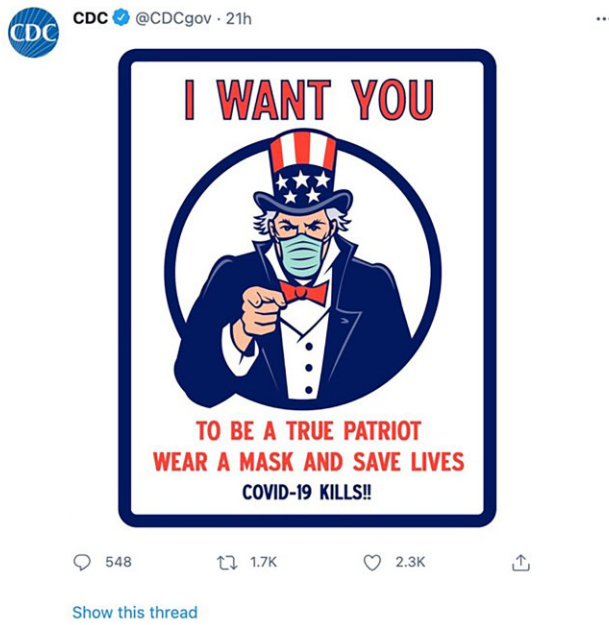 CDC
CDC @CDCgov · 21h
I WANT YOU
TO BE A TRUE PATRIOT
WEAR A MASK AND SAVE LIVES
COVID-19 KILLS!!
548 1.7K 2.3K
Show this thread